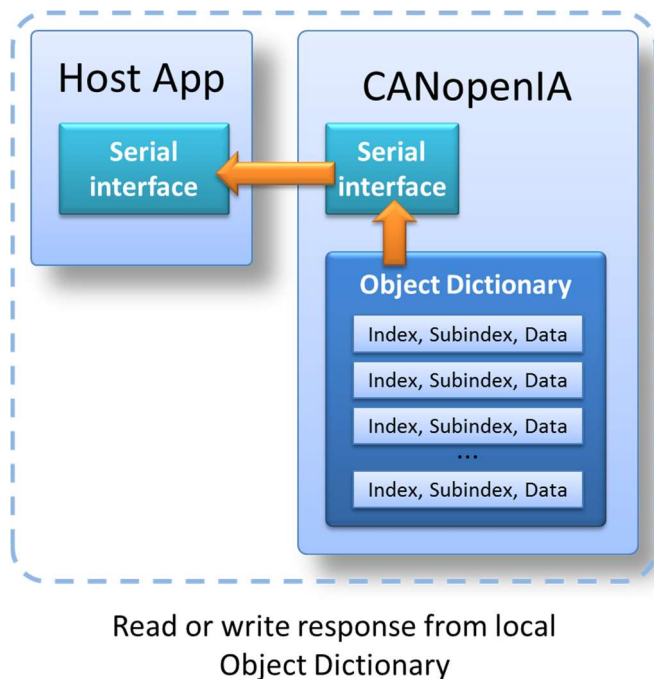 Host App
CANopenIA
Serial
interface
Serial
interface
Object Dictionary
Index, Subindex, Data
Index, Subindex, Data
Index, Subindex, Data
...
Index, Subindex, Data
Read or write response from local
Object Dictionary